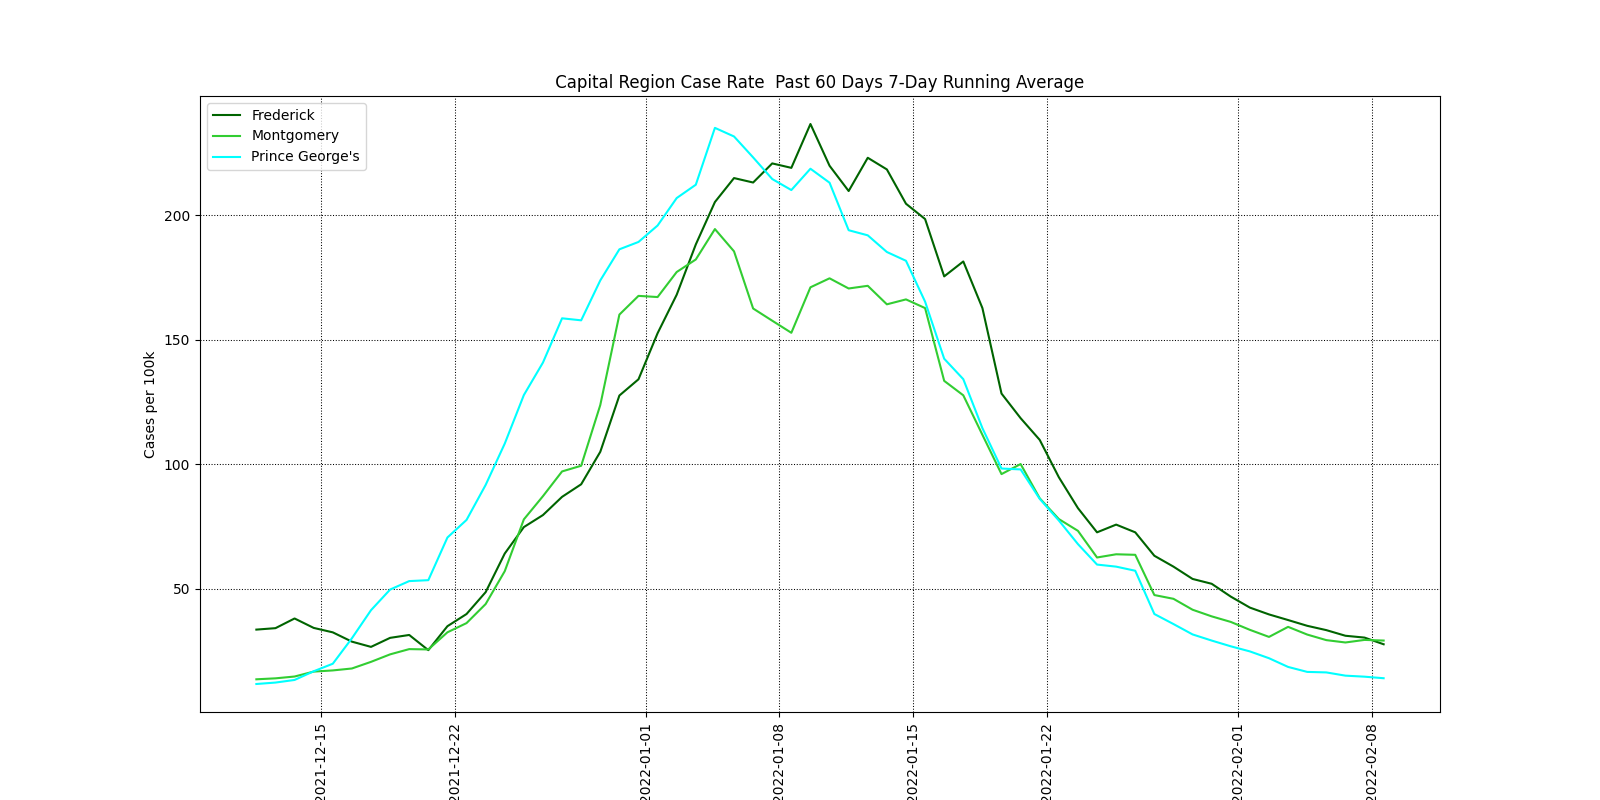 Capital Region Case Rate  Past 60 Days 7-Day Running Average
Frederick
Montgomery
Prince George's
Cases per 100k
200
150
100
50
2021-12-15
2021-12-22
2022-01-01
2022-01-08
2022-01-15
2022-01-22
2022-02-01
2022-02-08